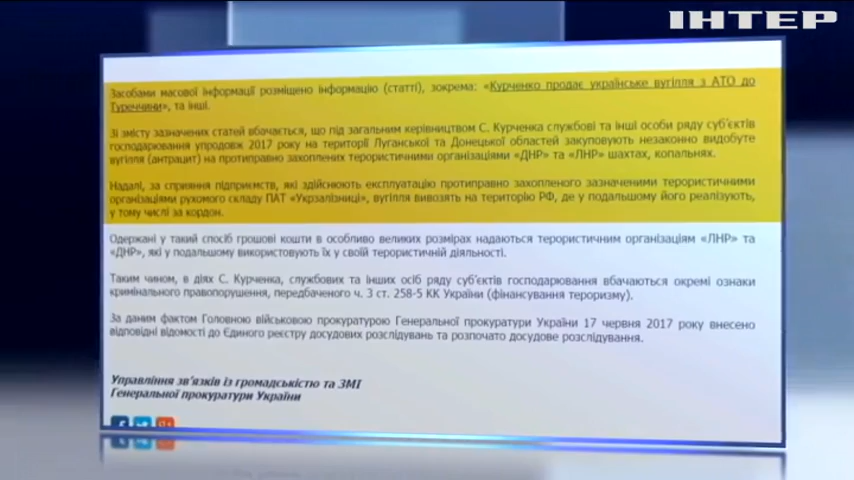 ІНТЕР
Засобами масової інформації розміщено інформацію (статті), зокрема: «Курченко продає українське вугілля з АТО до
Туреччини», та інші.
Зі змісту зазначених статей вбачається, що під загальним керівництвом С. Курченка службові та інші особи ряду суб'єктів
господарювання упродовж 2017 року на території Луганської та Донецької областей закуповують незаконно видобуте
вугілля (антрацит) на протиправно захоплених терористичними організаціями «ДНР» та «ЛНР» шахтах, копальнях.
Надалі, за сприяння підприємств, які здійснюють експлуатацію протиправно захопленого зазначеними терористичними
організаціями рухомого складу ПАТ «Укрзалізниці», вугілля вивозять на територію РФ, де у подальшому його реалізують,
у тому числі за кордон.
Одержані у такий спосіб грошові кошти в особливо великих розмірах надаються терористичним організаціям «ЛНР» та
«ДНР», які у подальшому використовують їх у своїй терористичній діяльності.
Таким чином, в діях С. Курченка, службових та інших осіб ряду суб'єктів господарювання вбачаються окремі ознаки
кримінального правопорушення, передбаченого ч. 3 ст. 258-5 КК України (фінансування тероризму).
За даним фактом Головною військовою прокуратурою Генеральної прокуратури України 17 червня 2017 року внесено
відповідні відомості до Єдиного реєстру досудових розслідувань та розпочато досудове розслідування.
Управління зв'язків із громадськістю та ЗМІ
Генеральної прокуратури України